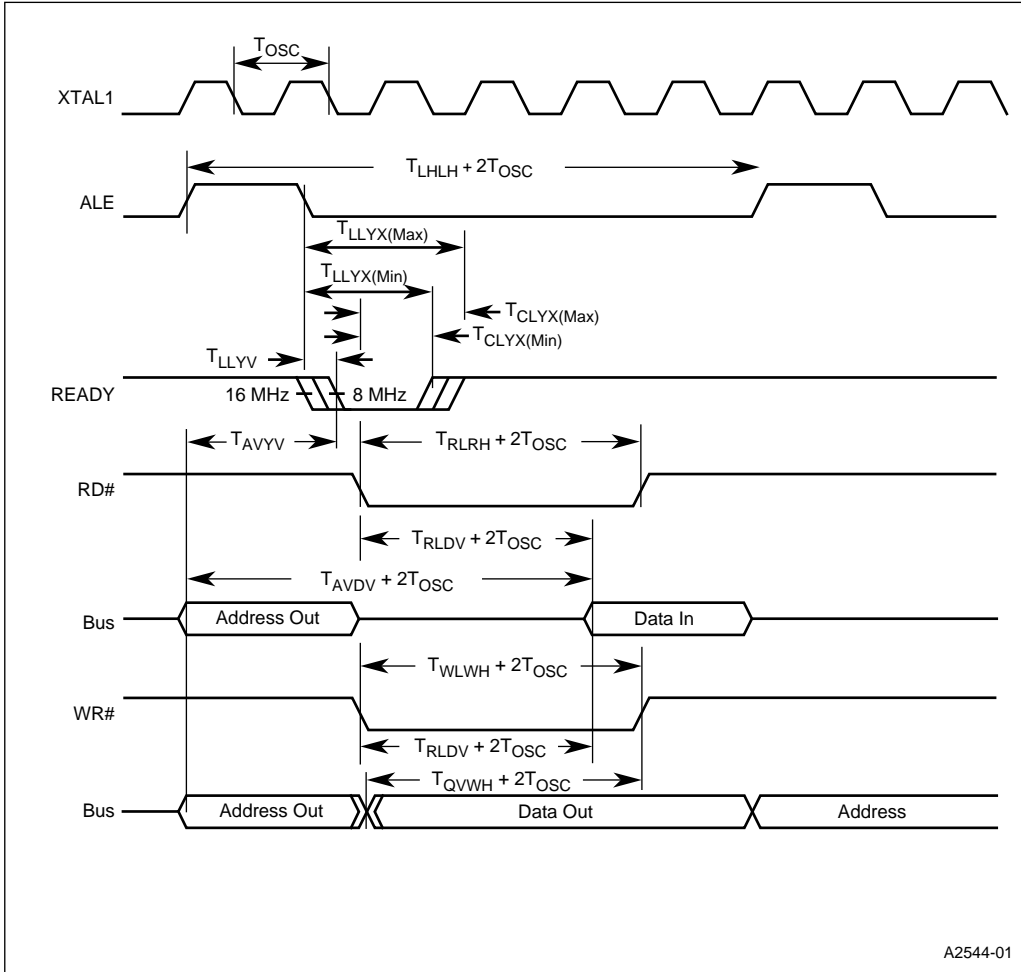 TOSC
XTAL1
TLHLH + 2TOSC
ALE
TLLYX(Max)
TLLYX(Min)
TCLYX(Max)
TCLYX(Min)
TLLYV
READY
16 MHz
8 MHz
TAVYV
TRLRH + 2TOSC
RD#
TRLDV + 2TOSC
TAVDV + 2TOSC
Bus
Address Out
Data In
TWLWH + 2TOSC
WR#
TRLDV + 2TOSC
TQVWH + 2TOSC
Bus
Address Out
Data Out
Address
A2544-01